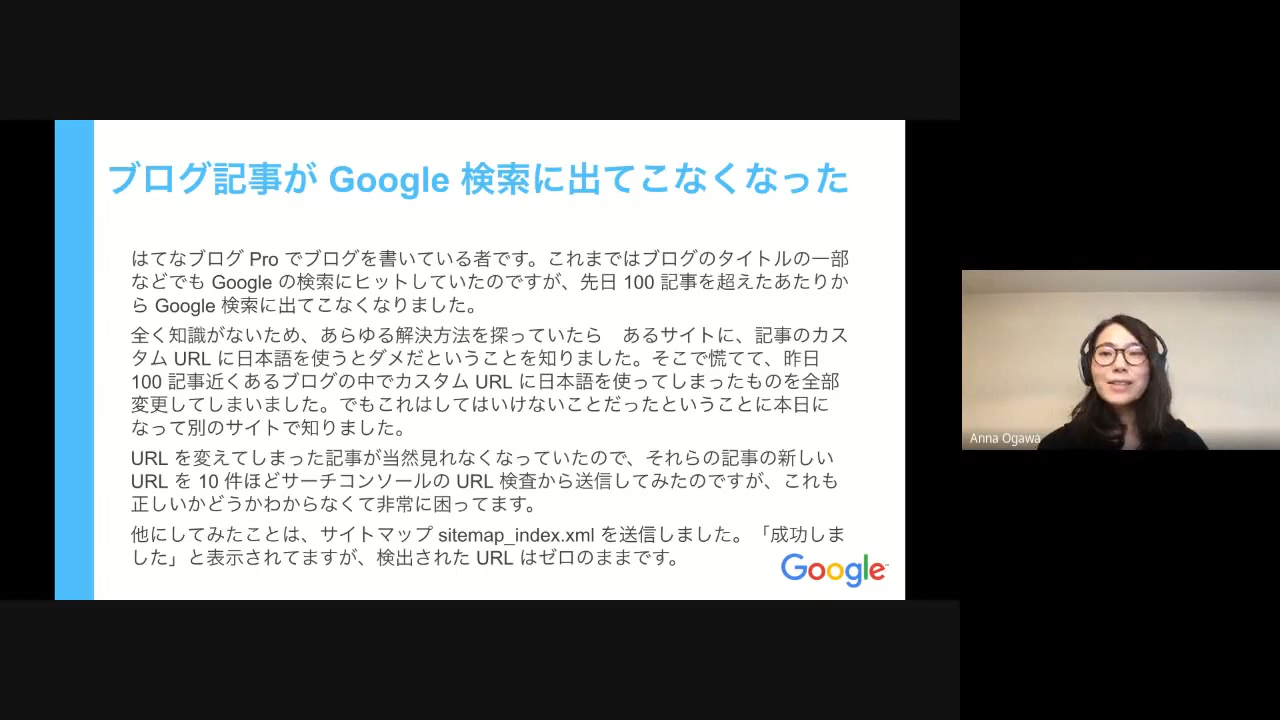 ブログ記事が Google 検索に出てこなくなった
はてなブログ Pro でブログを書いている者です。これまではブログのタイトルの一部
などでも Google の検索にヒットしていたのですが、先日 100 記事を超えたあたりか
ら Google 検索に出てこなくなりました。
全く知識がないため、あらゆる解決方法を探っていたら　あるサイトに、記事のカス
タム URL に日本語を使うとダメだということを知りました。そこで慌てて、昨日
100 記事近くあるブログの中でカスタム URL に日本語を使ってしまったものを全部
変更してしまいました。でもこれはしてはいけないことだったということに本日に
なって別のサイトで知りました。
URL を変えてしまった記事が当然見れなくなっていたので、それらの記事の新しい
URL を 10 件ほどサーチコンソールの URL 検査から送信してみたのですが、これも
正しいかどうかわからなくて非常に困ってます。
他にしてみたことは、サイトマップ sitemap_index.xml を送信しました。「成功しま
した」と表示されてますが、検出された URL はゼロのままです。
Google
Anna Ogawa